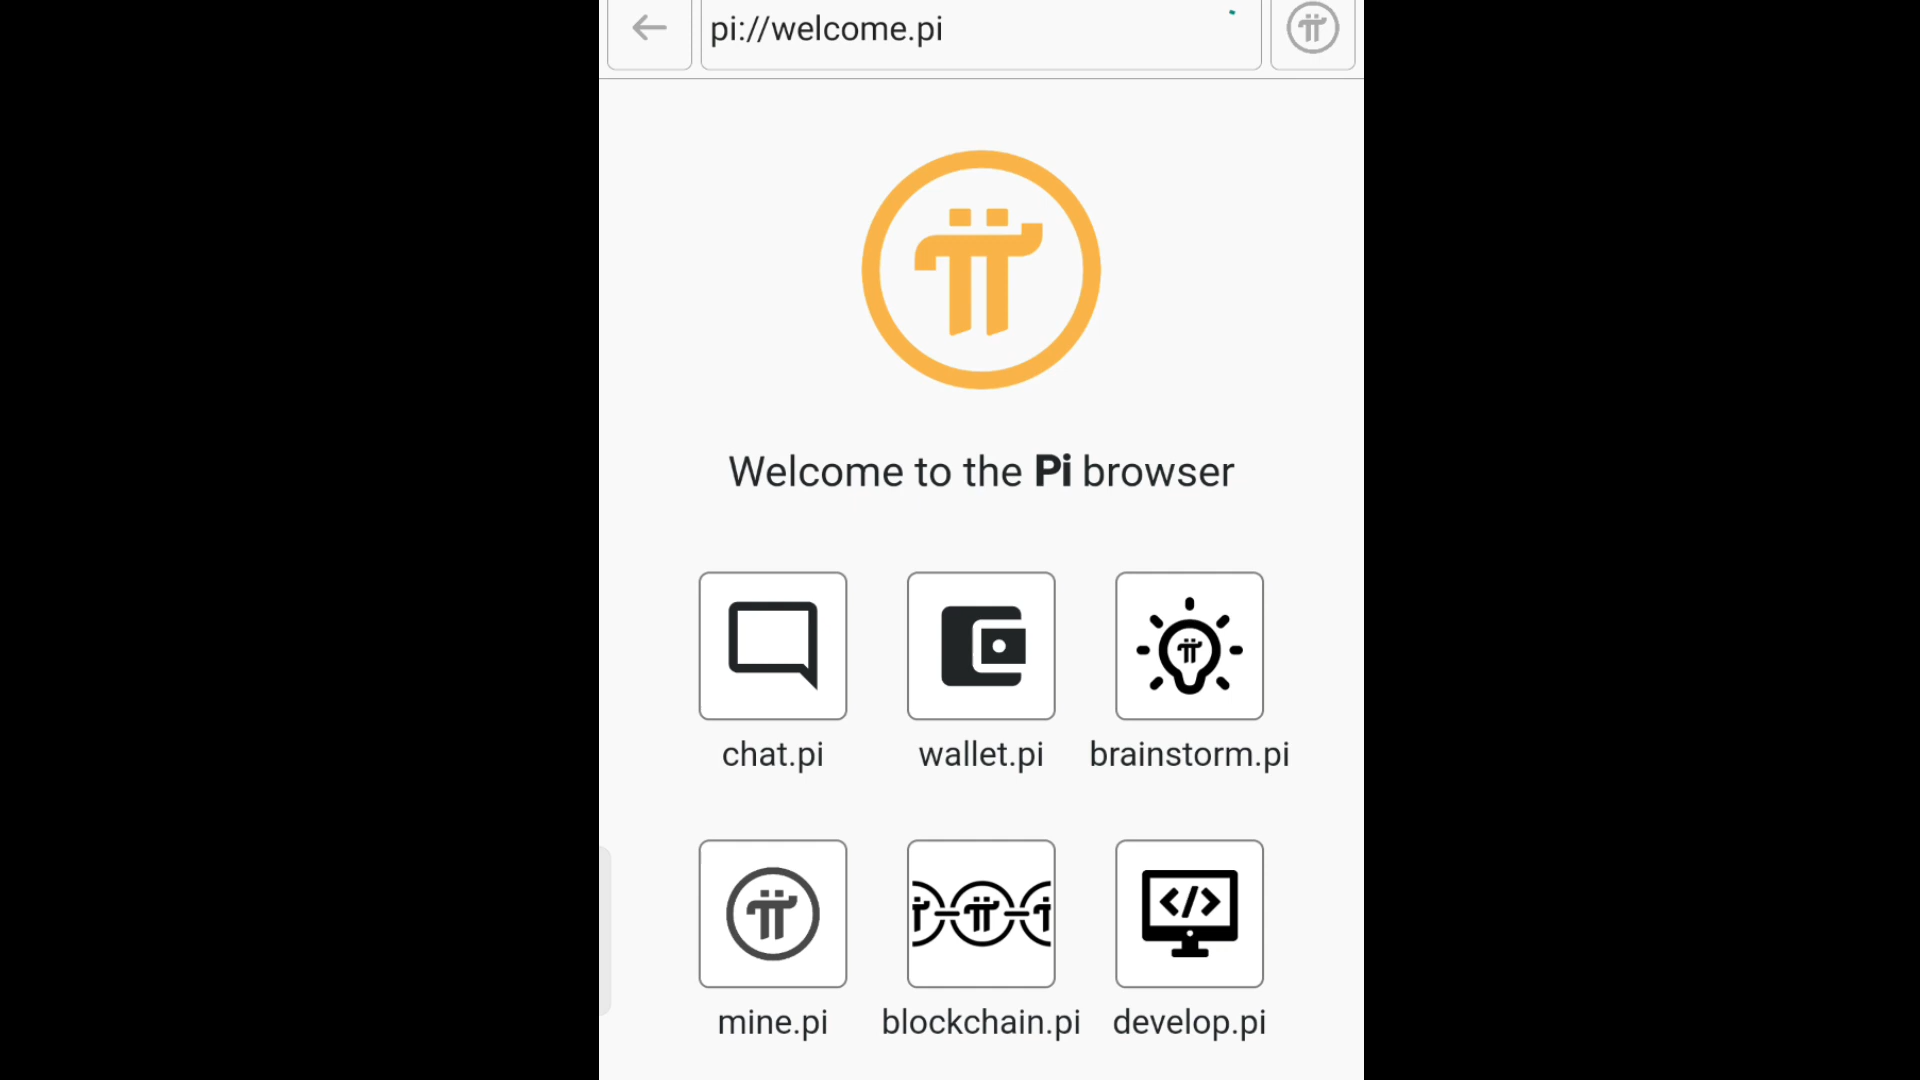 pi://welcome.pi
Welcome to the Pi browser
chat.pi
wallet.pi
brainstorm.pi
mine.pi
blockchain.pi
develop.pi